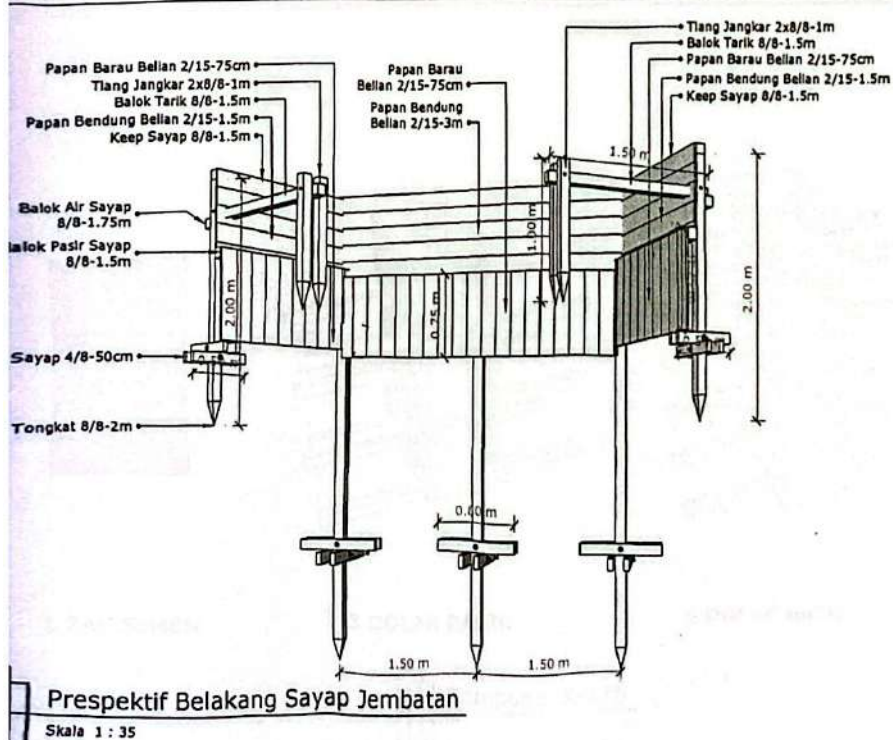 Papan Barau Belian 2/15-75cm
Tiang Jangkar 2x8/8-1m
Balok Tarik 8/8-1.5m
Papan Bendung Belian 2/15-1.5m
Keep Sayap 8/8-1.5m
Balok Air Sayap
8/8-1.75m
alok Pasir Sayap
8/8-1.5m
Sayap 4/8-50cm
Tongkat 8/8-2m
Papan Barau
Belian 2/15-75cm
Papan Bendung
Belian 2/15-3m
Tiang Jangkar 2x8/8-1m
Balok Tarik 8/8-1.5m
Papan Barau Belian 2/15-75cm
Papan Bendung Belian 2/15-1.5m
Keep Sayap 8/8-1.5m
1.50 m
1.00 m
2.00 m
2.00 m
0.75 m
1.50 m
1.50 m
Prespektif Belakang Sayap Jembatan
Skala 1 : 35